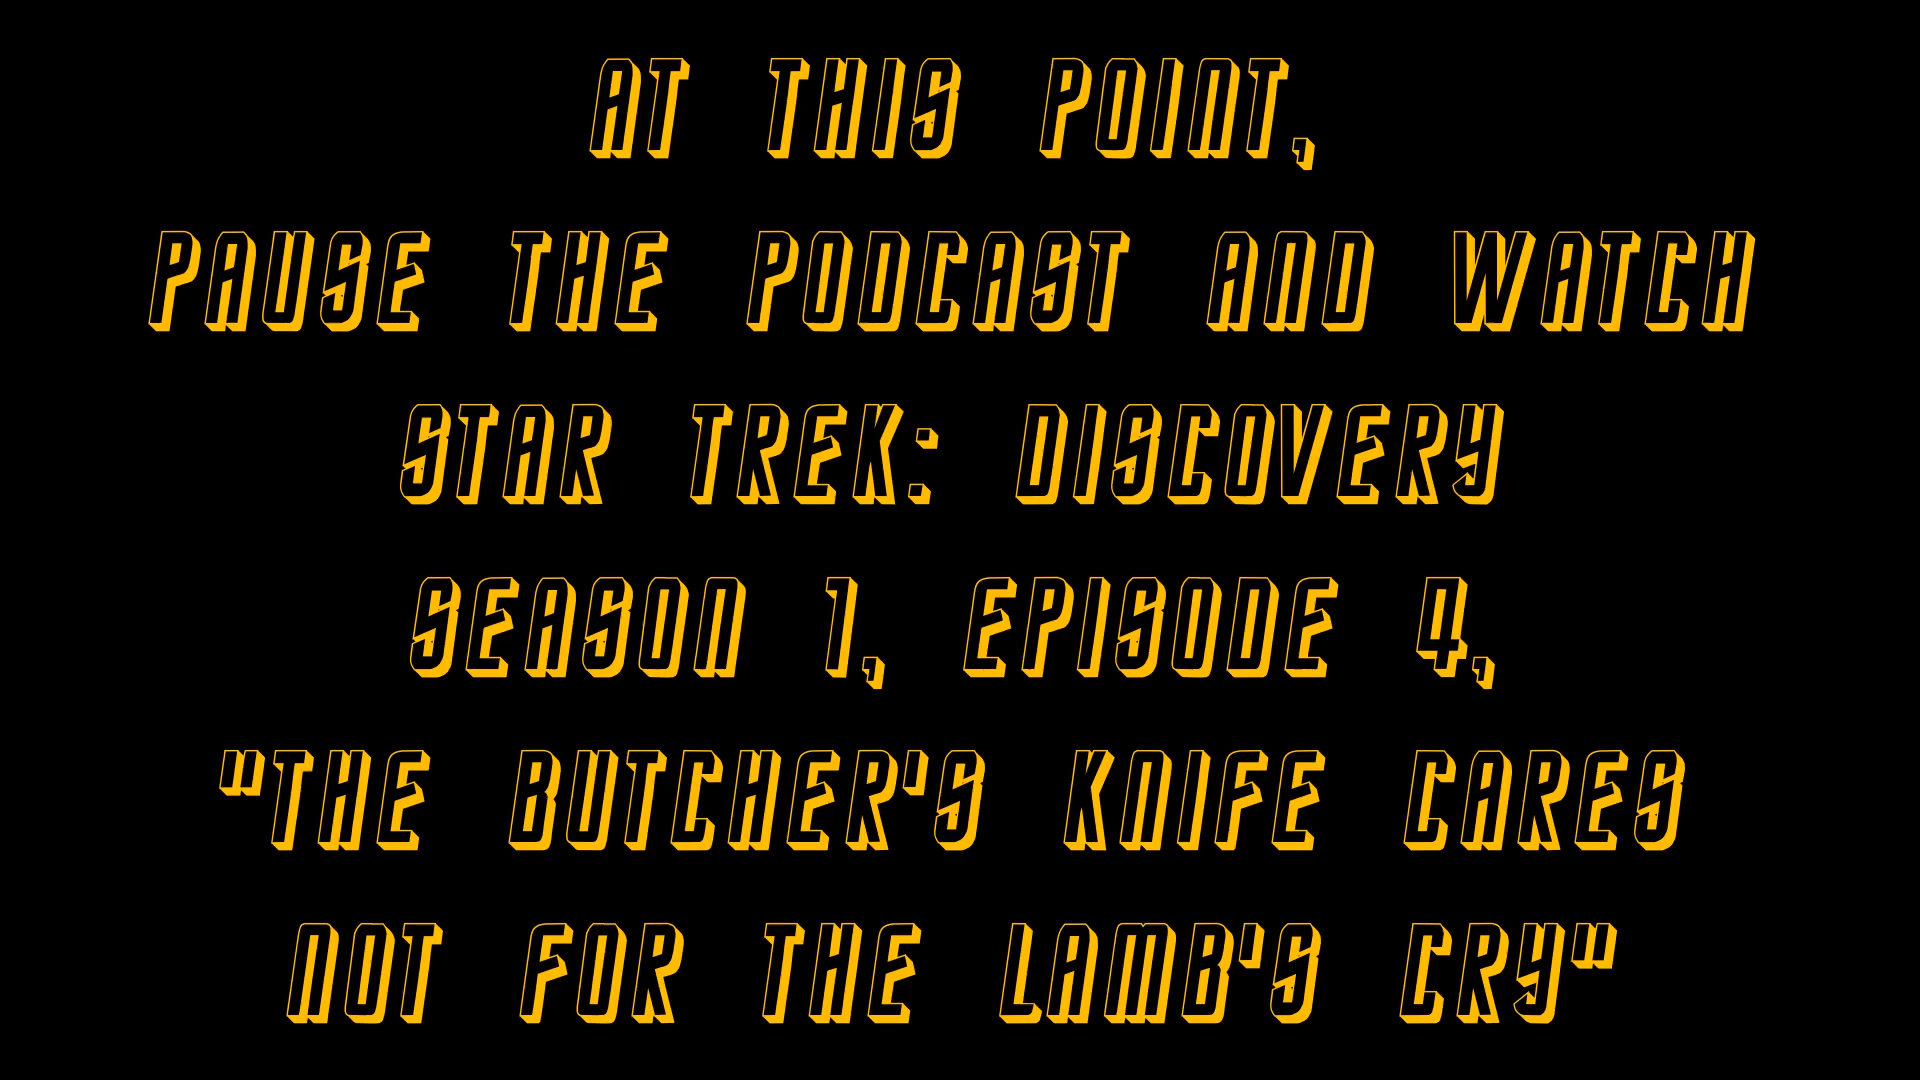 AT THIS POINT,
PAUSE THE PODCAST AND WATCH
STAR TREK: DISCOVERY
SEASON 1, EPISODE 4,
"THE BUTCHER'S KNIFE CARES
NOT FOR THE LAMB'S CRY"